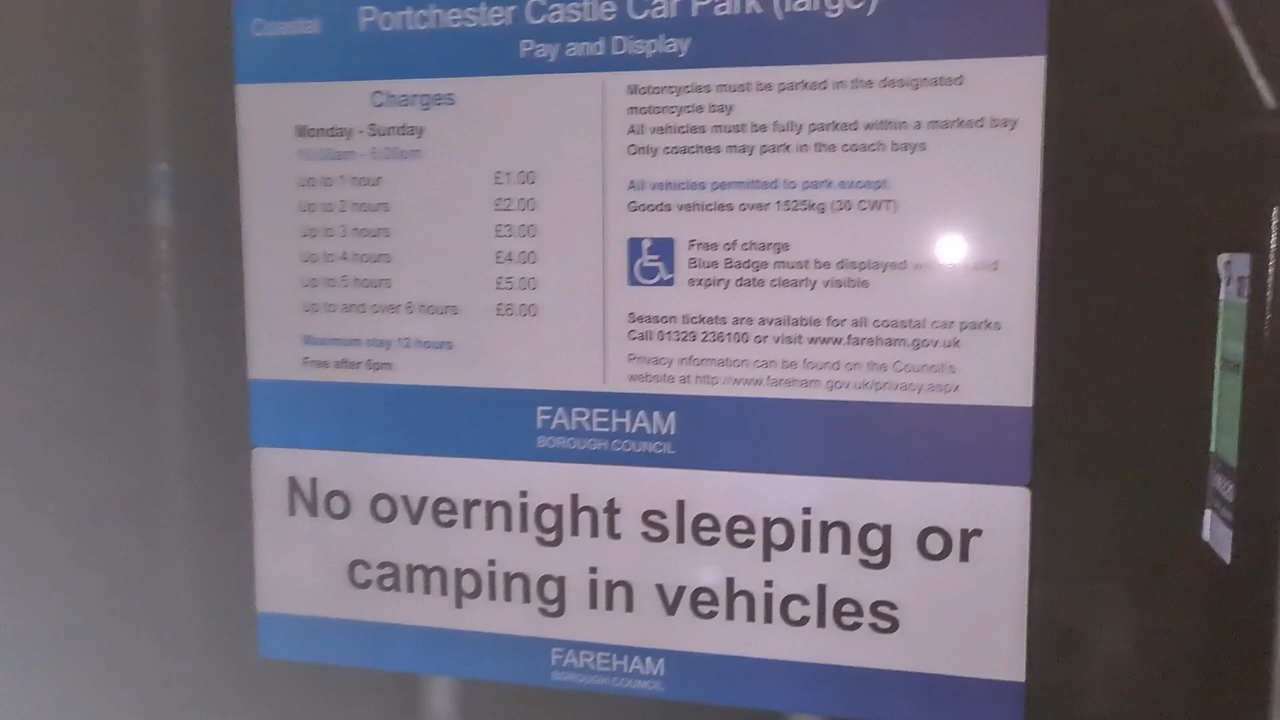 Coastal
Portchester Castle Car Park (large)
Pay and Display
Charges
Monday - Sunday
up to 1 hour £1.00
Up to 2 hours £2.00
Up to 3 hours £3.00
Up to 4 hours £4.00
Up to 5 hours £5.00
Up to and over 6 hours £6.00
Maximum stay 12 hours
Free after 6pm
Motorcycles must be parked in the designated
motorcycle bay
All vehicles must be fully parked within a marked bay
Only coaches may park in the coach bays
All vehicles permitted to park except:
Goods vehicles over 1525kg (30 CWT)
Free of charge
Blue Badge must be displayed
expiry date clearly visible
Season tickets are available for all coastal car parks
Call 01329 236100 or visit www.fareham.gov.uk
Privacy information can be found on the Council's
website at http://www.fareham.gov.uk/privacy.aspx
FAREHAM
BOROUGH COUNCIL
No overnight sleeping or
camping in vehicles
FAREHAM
BOROUGH COUNCIL